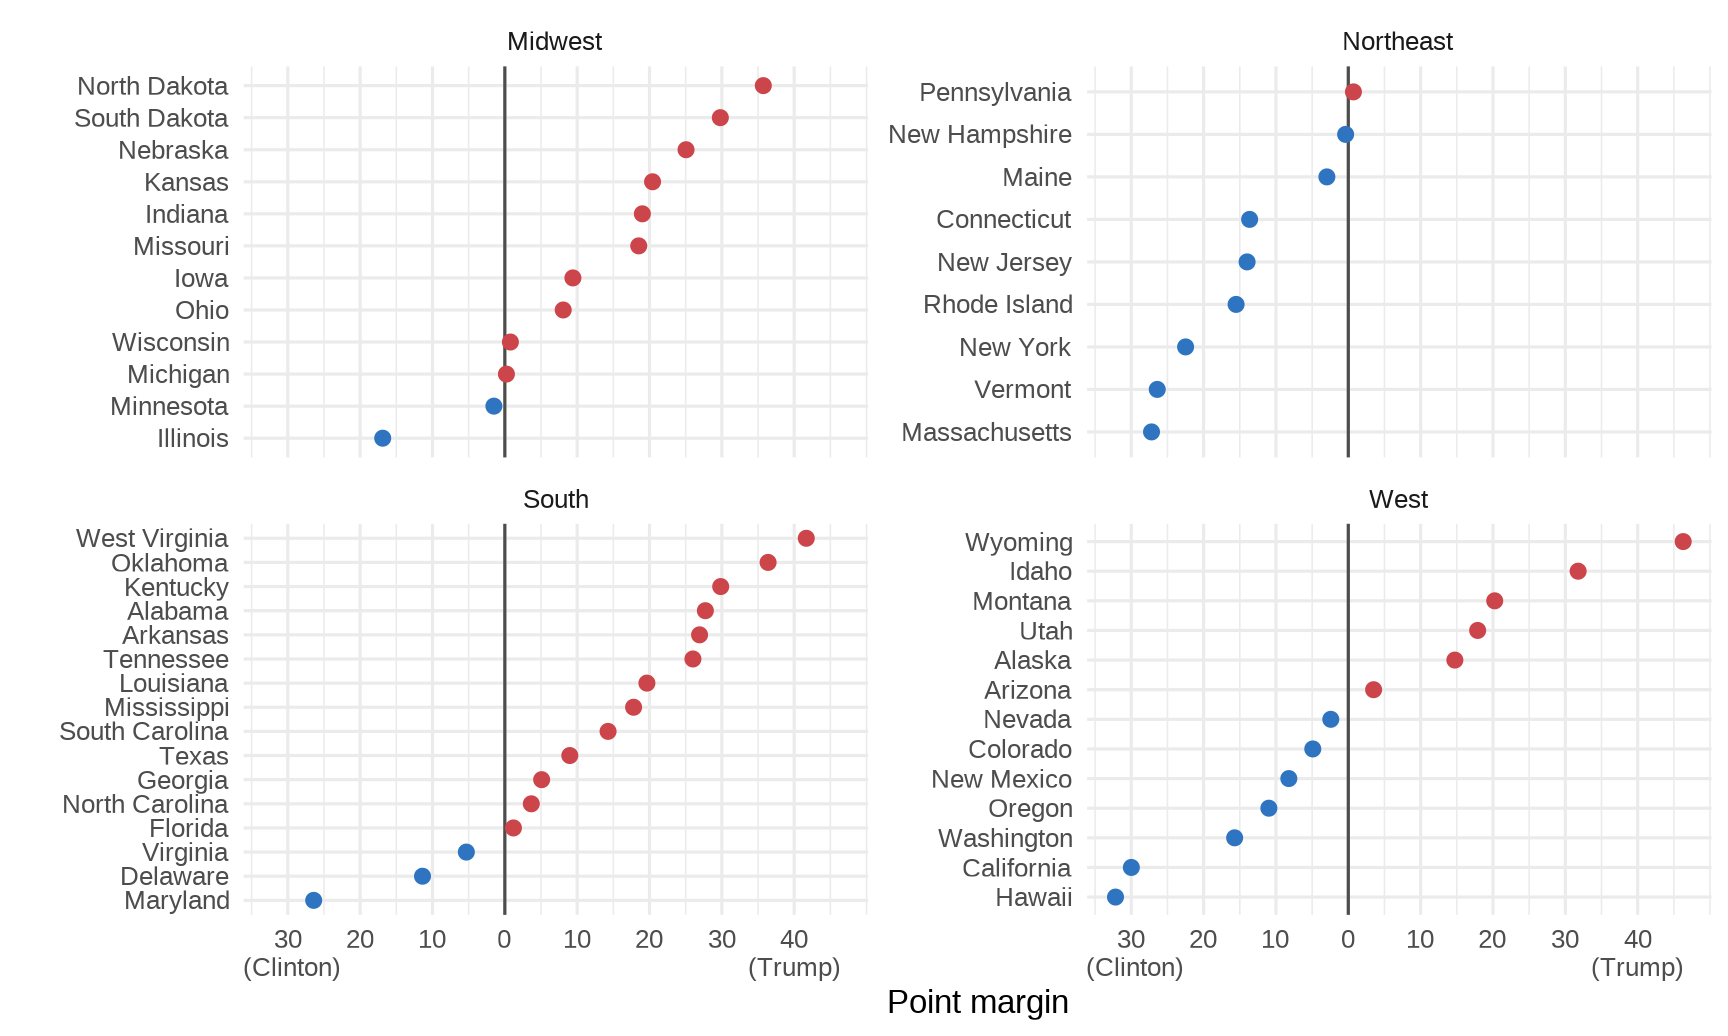 Midwest
North Dakota
South Dakota
Nebraska
Kansas
Indiana
Missouri
Iowa
Ohio
Wisconsin
Michigan
Minnesota
Illinois
Northeast
Pennsylvania
New Hampshire
Maine
Connecticut
New Jersey
Rhode Island
New York
Vermont
Massachusetts
South
West Virginia
Oklahoma
Kentucky
Alabama
Arkansas
Tennessee
Louisiana
Mississippi
South Carolina
Texas
Georgia
North Carolina
Florida
Virginia
Delaware
Maryland
30 20 10 0 10 20 30 40
(Clinton) (Trump)
West
Wyoming
Idaho
Montana
Utah
Alaska
Arizona
Nevada
Colorado
New Mexico
Oregon
Washington
California
Hawaii
30 20 10 0 10 20 30 40
(Clinton) (Trump)
Point margin